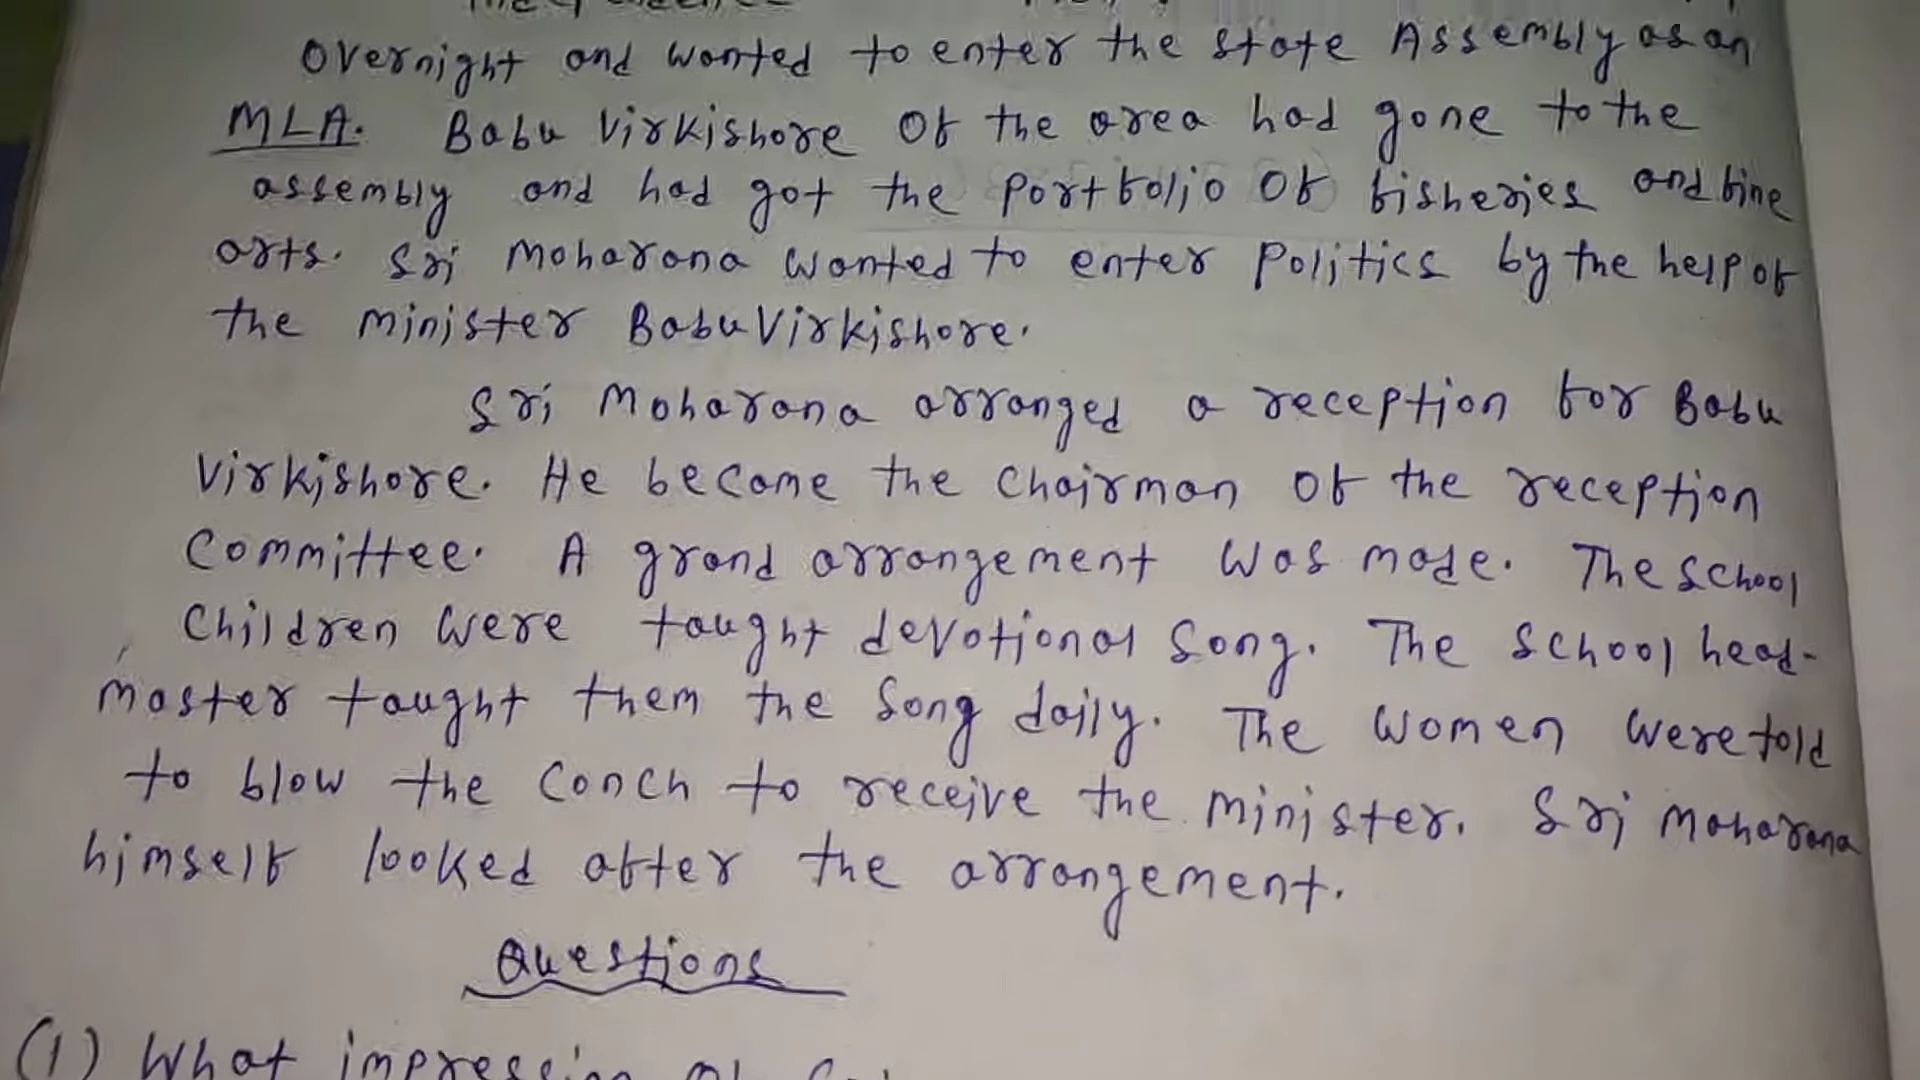 overnight and wanted to enter the state Assembly as an
MLA. Babu Virkishore of the area had gone to the
assembly and had got the portfolio of fisheries and fine
arts. Sri Moharana wanted to enter politics by the help of
the minister Babu Virkishore.
Sri Moharana arranged a reception for Babu
Virkishore. He became the chairman of the reception
committee. A grand arrangement was made. The school
children were taught devotional song. The school head-
master taught them the song daily. The women were told
to blow the conch to receive the minister. Sri Moharana
himself looked after the arrangement.
Questions
(1) What impression of